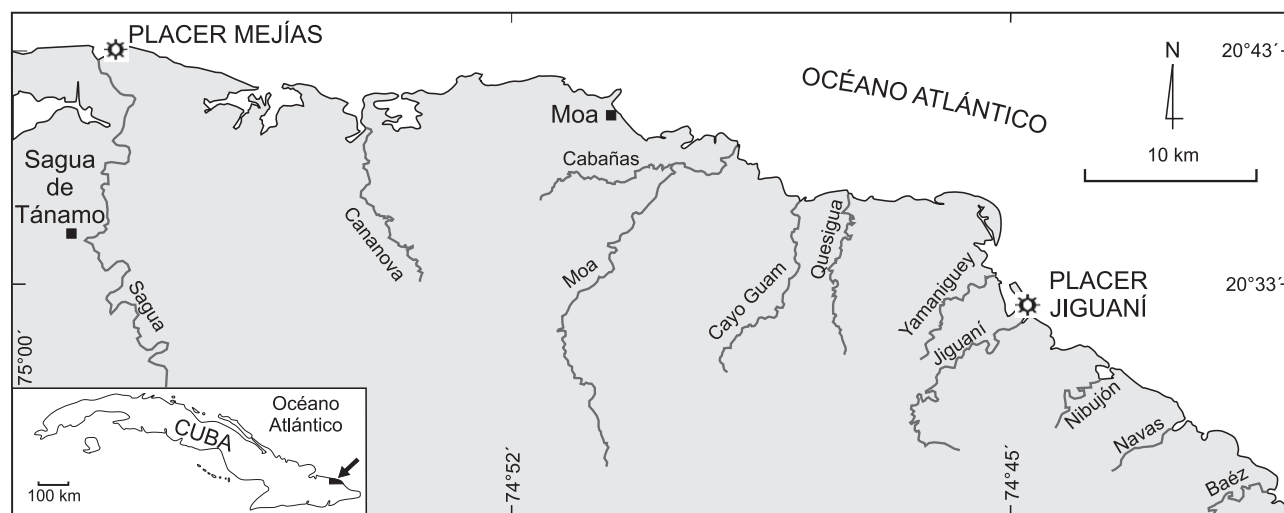 PLACER MEJÍAS
OCÉANO ATLÁNTICO
N
20°43´
10 km
Moa
Cabañas
Sagua
de
Tánamo
Cananova
Moa
Cayo Guam
Quesigua
Yamaniguey
Jiguaní
PLACER
JIGUANÍ
20°33´
Sagua
75°00´
Nibujón
Navas
Baéz
74°52´
74°45´
Océano
Atlántico
CUBA
100 km